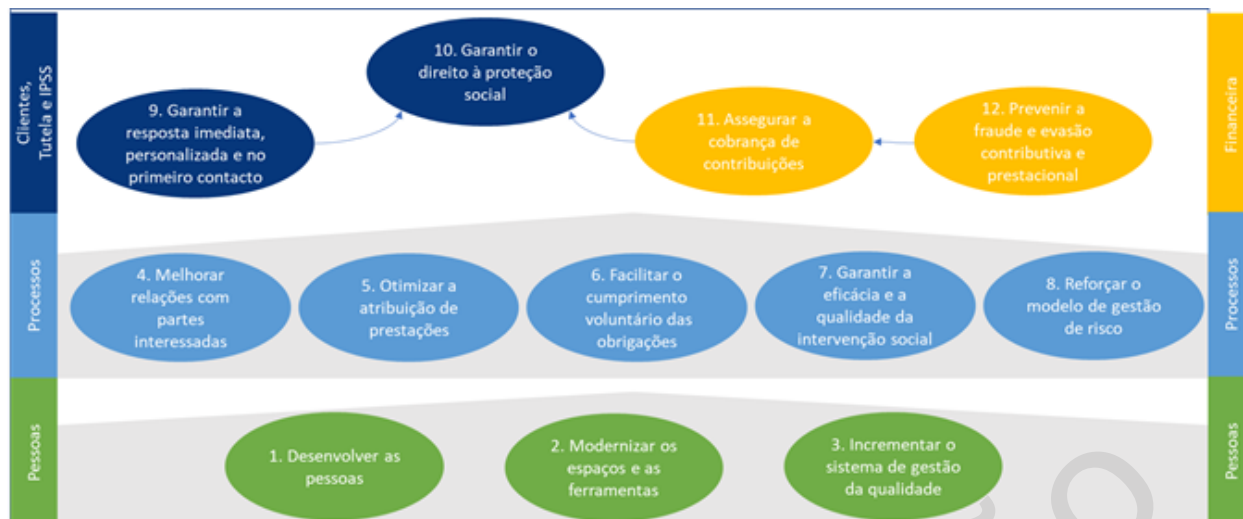 Clientes,
Tutela e IPSS
10. Garantir o
direito à proteção
social
Financeira
9. Garantir a
resposta imediata,
personalizada e no
primeiro contacto
11. Assegurar a
cobrança de
contribuições
12. Prevenir a
fraude e evasão
contributiva e
prestacional
Processos
4. Melhorar
relações com
partes
interessadas
5. Otimizar a
atribuição de
prestações
6. Facilitar o
cumprimento
voluntário das
obrigações
7. Garantir a
eficácia e a
qualidade da
intervenção social
8. Reforçar o
modelo de gestão
de risco
Processos
Pessoas
1. Desenvolver as
pessoas
2. Modernizar os
espaços e as
ferramentas
3. Incrementar o
sistema de gestão
da qualidade
Pessoas